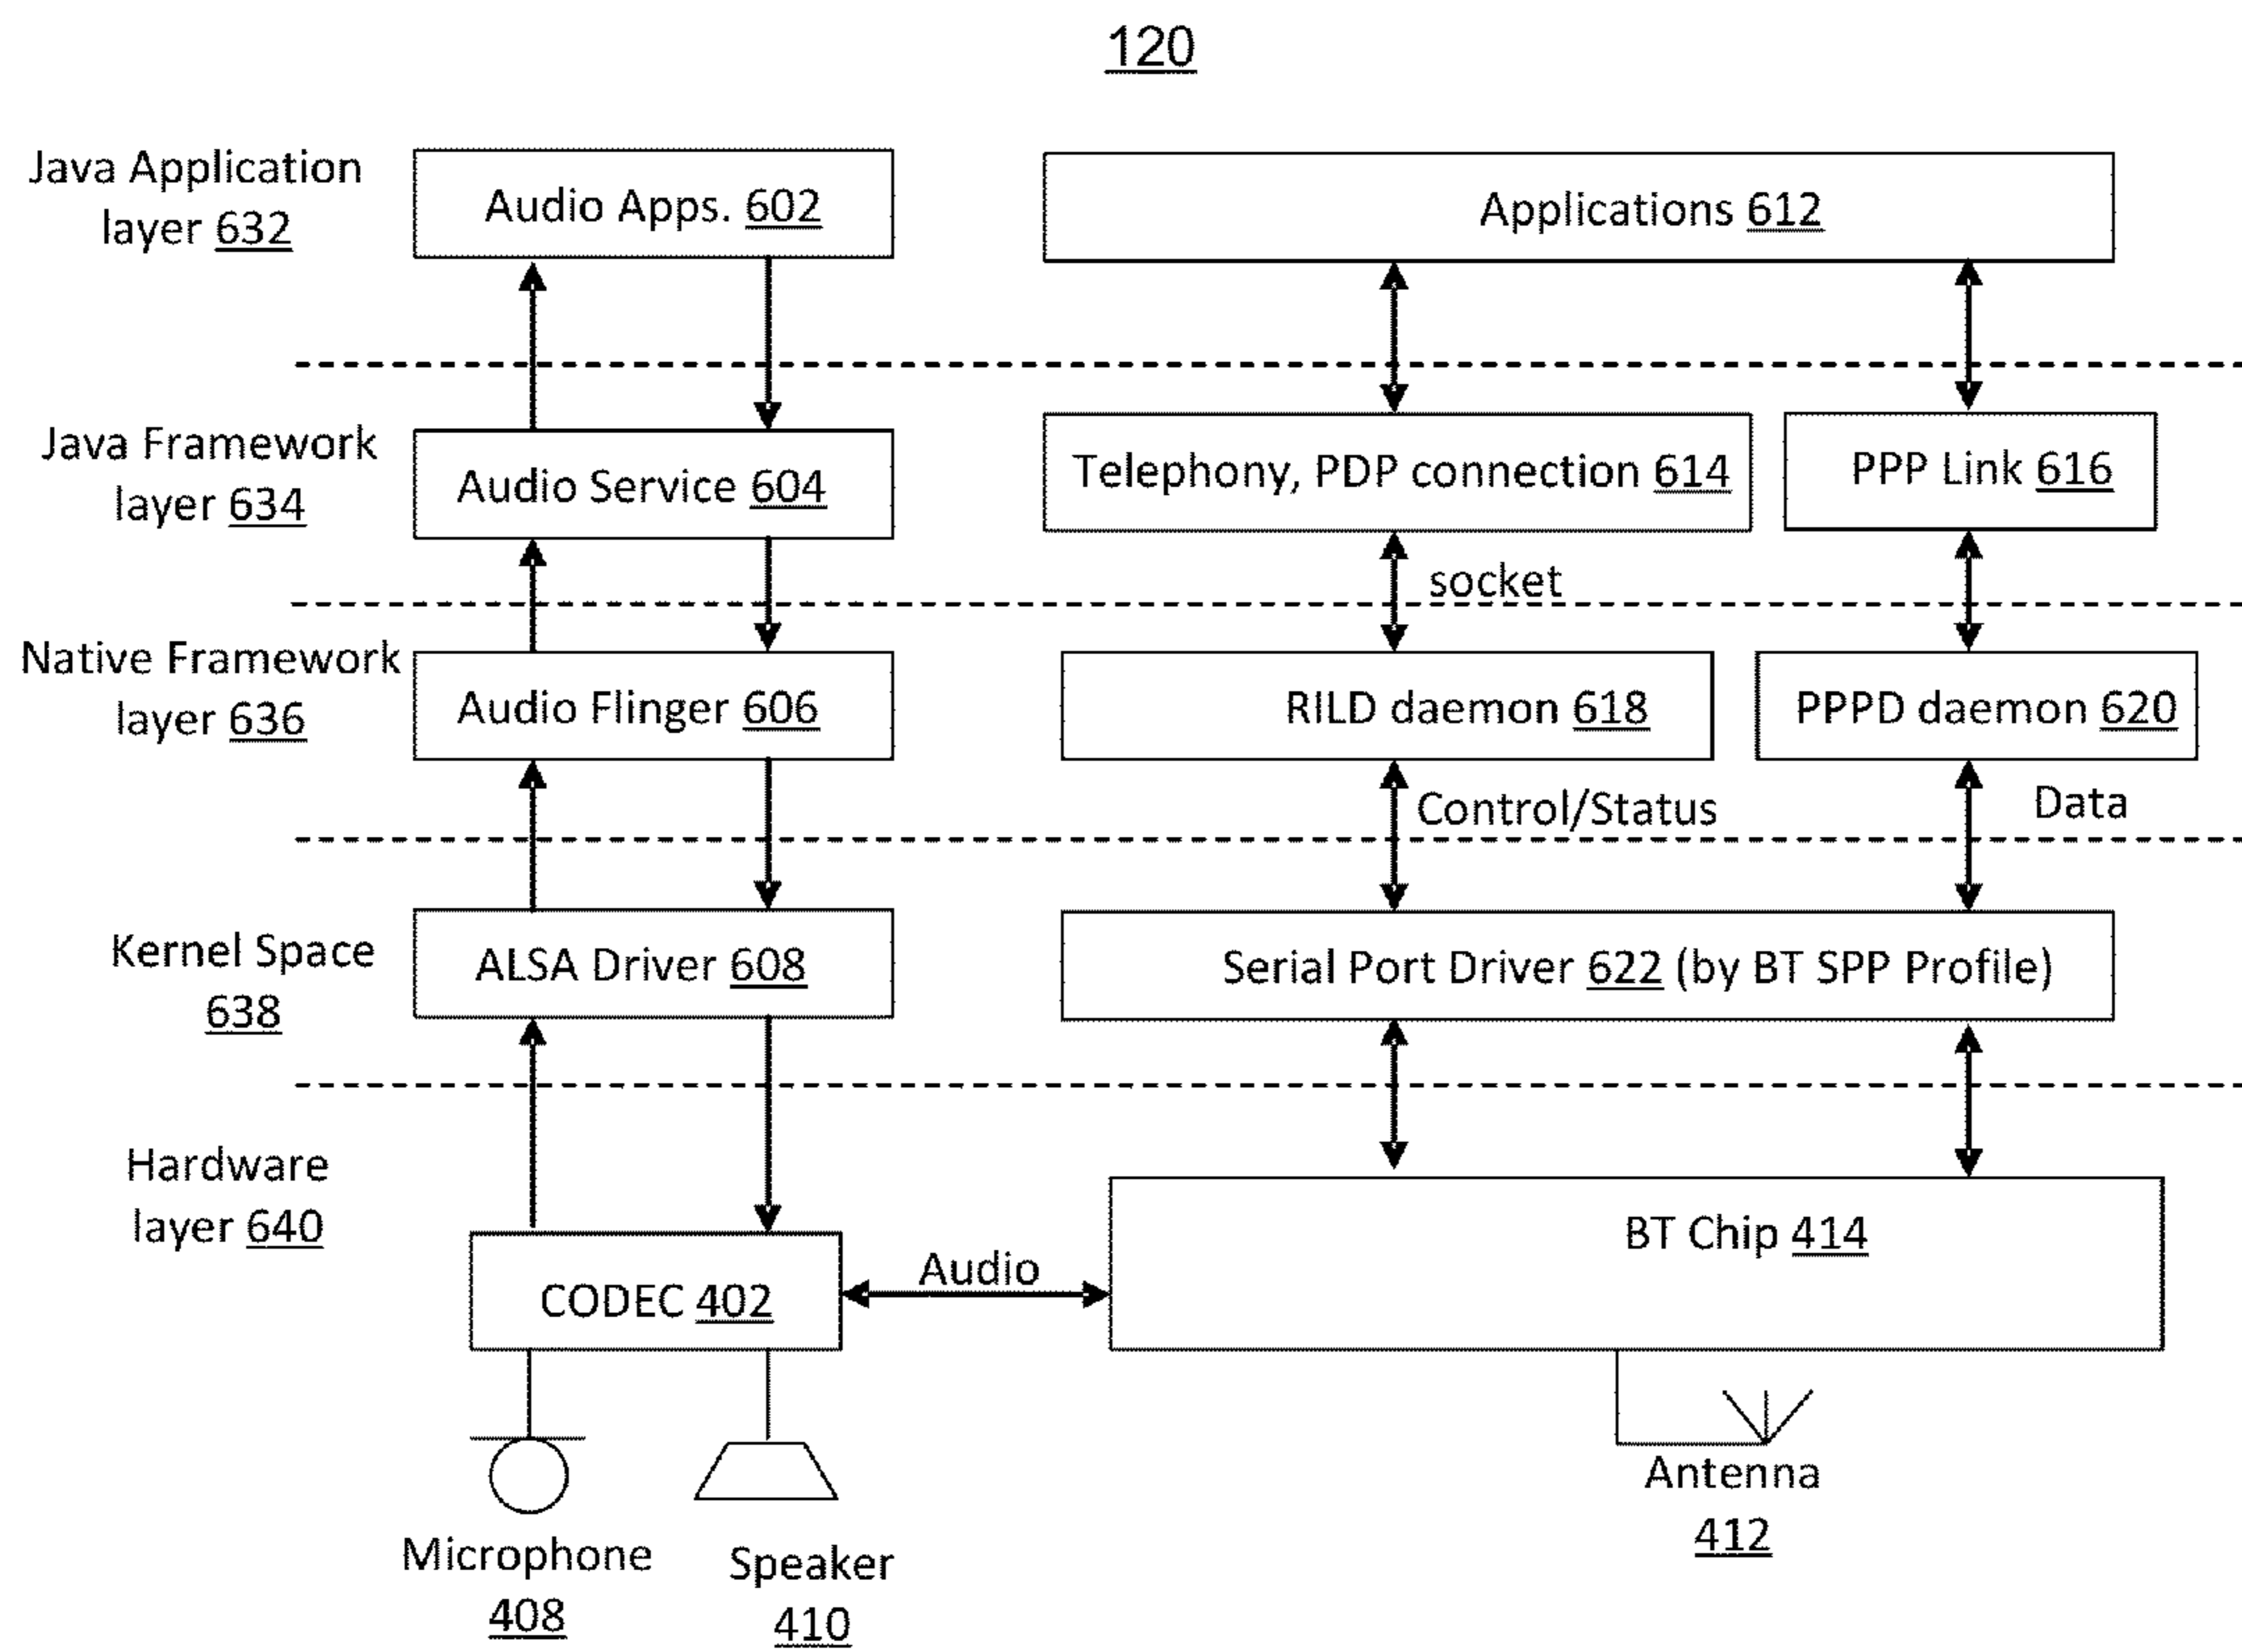 120
Java Application
layer 632
Audio Apps. 602
Applications 612
Java Framework
layer 634
Audio Service 604
Telephony, PDP connection 614
PPP Link 616
socket
Native Framework
layer 636
Audio Flinger 606
RILD daemon 618
PPPD daemon 620
Control/Status
Data
Kernel Space
638
ALSA Driver 608
Serial Port Driver 622 (by BT SPP Profile)
Hardware
layer 640
CODEC 402
Audio
BT Chip 414
Microphone
408
Speaker
410
Antenna
412